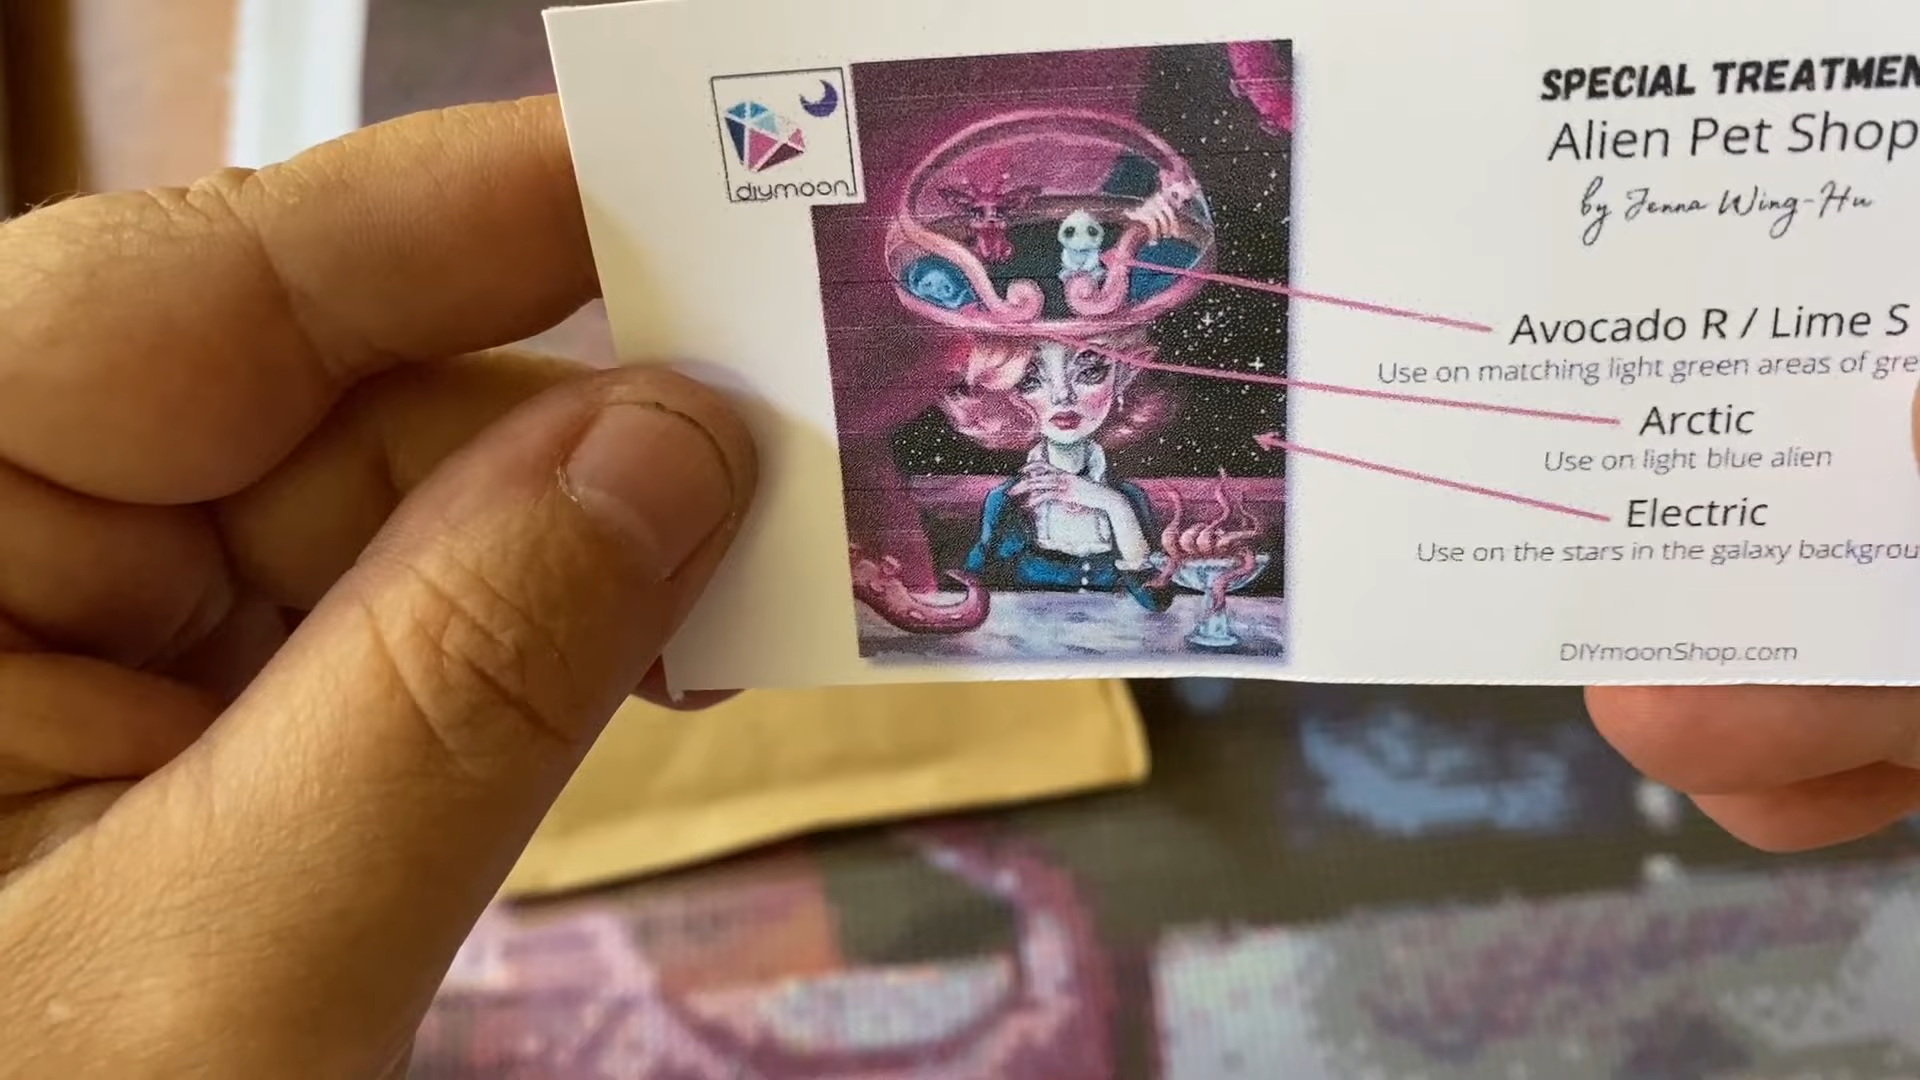 diymoon
SPECIAL TREATMEN
Alien Pet Shop
by Jenna Wing-Hu
Avocado R / Lime S
Use on matching light green areas of gre
Arctic
Use on light blue alien
Electric
Use on the stars in the galaxy backgrou
DIYmoonShop.com